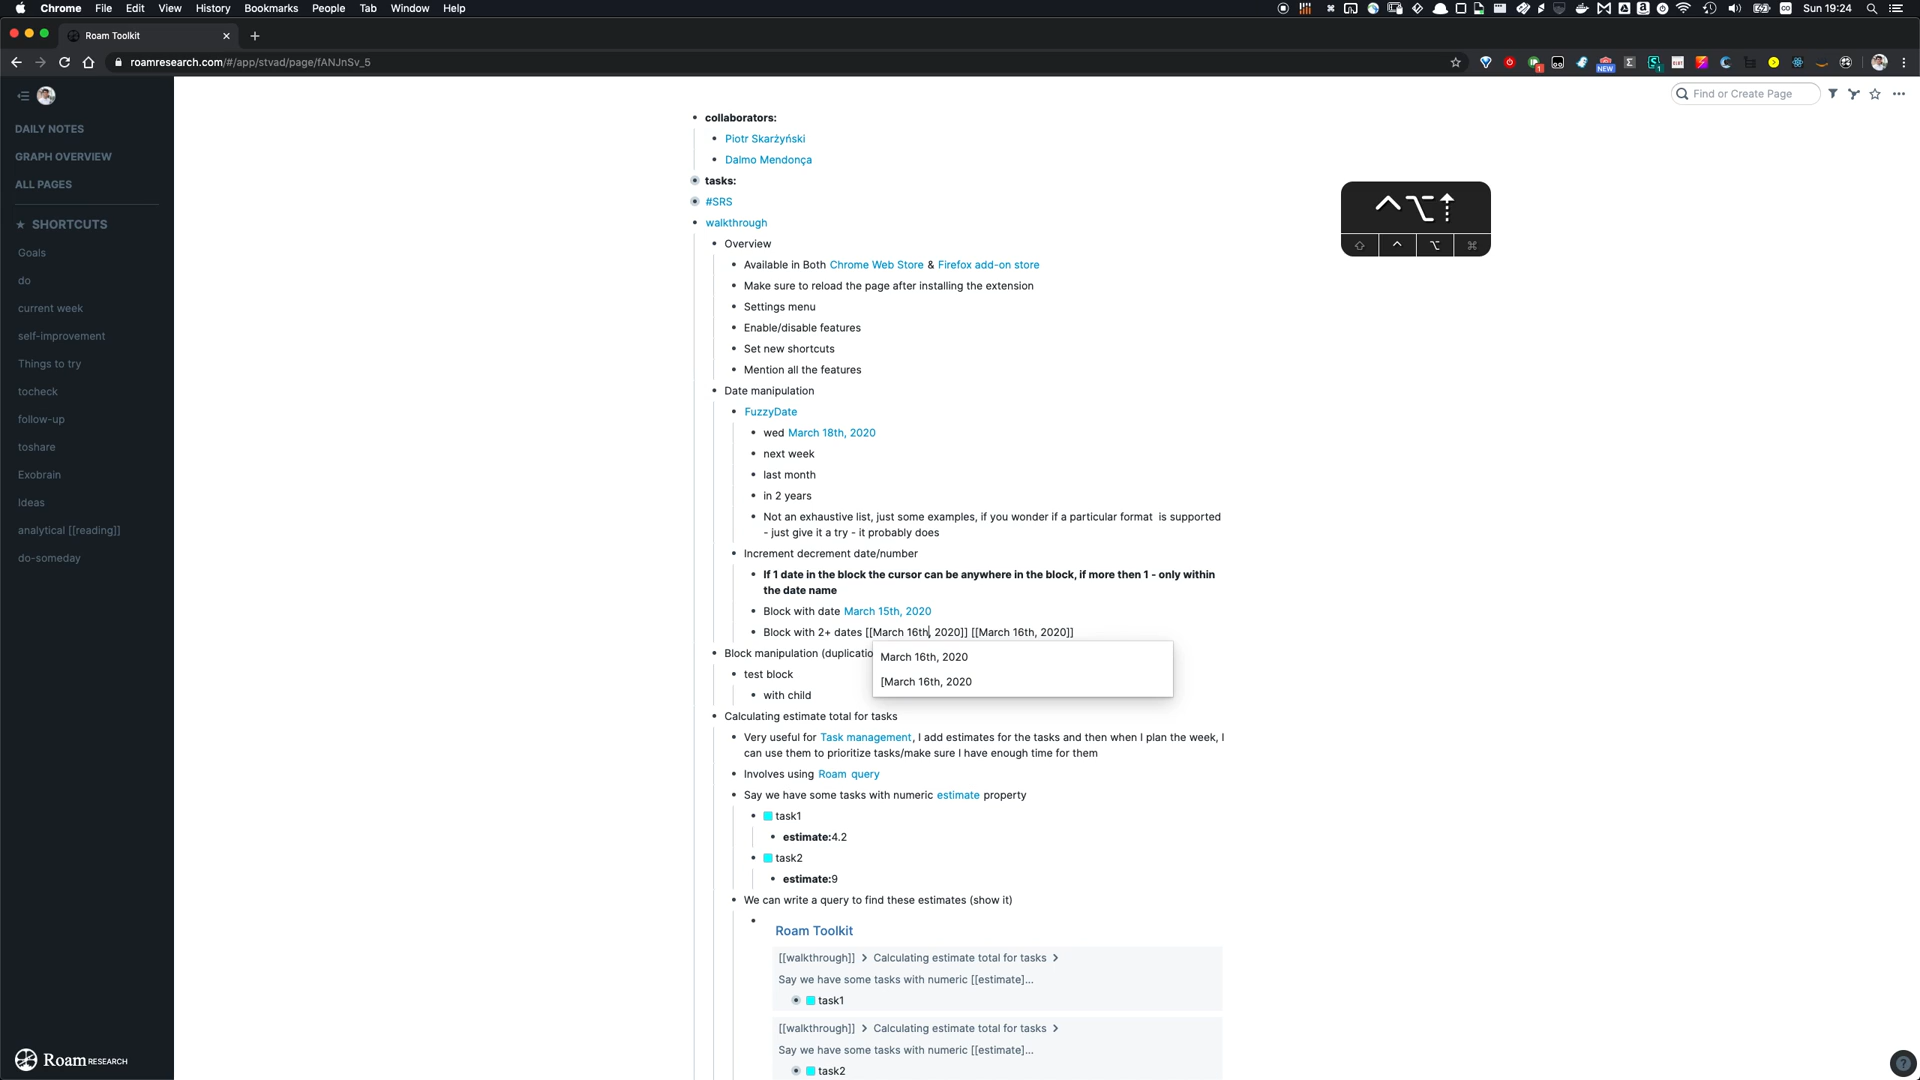 Chrome File Edit View History Bookmarks People Tab Window Help Sun 19:24
Roam Toolkit
roamresearch.com/#/app/stvad/page/fANJnSv_5
NEW
Find or Create Page
DAILY NOTES
GRAPH OVERVIEW
ALL PAGES
SHORTCUTS
Goals
do
current week
self-improvement
Things to try
tocheck
follow-up
toshare
Exobrain
Ideas
analytical [[reading]]
do-someday
Roam RESEARCH
collaborators:
Piotr Skarżyński
Dalmo Mendonça
tasks:
#SRS
walkthrough
Overview
Available in Both Chrome Web Store & Firefox add-on store
Make sure to reload the page after installing the extension
Settings menu
Enable/disable features
Set new shortcuts
Mention all the features
Date manipulation
FuzzyDate
wed March 18th, 2020
next week
last month
in 2 years
Not an exhaustive list, just some examples, if you wonder if a particular format is supported
- just give it a try - it probably does
Increment decrement date/number
If 1 date in the block the cursor can be anywhere in the block, if more then 1 - only within
the date name
Block with date March 15th, 2020
Block with 2+ dates [[March 16th, 2020]] [[March 16th, 2020]]
March 16th, 2020
[March 16th, 2020
Block manipulation (duplicatio
test block
with child
Calculating estimate total for tasks
Very useful for Task management, I add estimates for the tasks and then when I plan the week, I
can use them to prioritize tasks/make sure I have enough time for them
Involves using Roam query
Say we have some tasks with numeric estimate property
task1
estimate:4.2
task2
estimate:9
We can write a query to find these estimates (show it)
Roam Toolkit
[[walkthrough]] > Calculating estimate total for tasks >
Say we have some tasks with numeric [[estimate]...
task1
[[walkthrough]] > Calculating estimate total for tasks >
Say we have some tasks with numeric [[estimate]...
task2